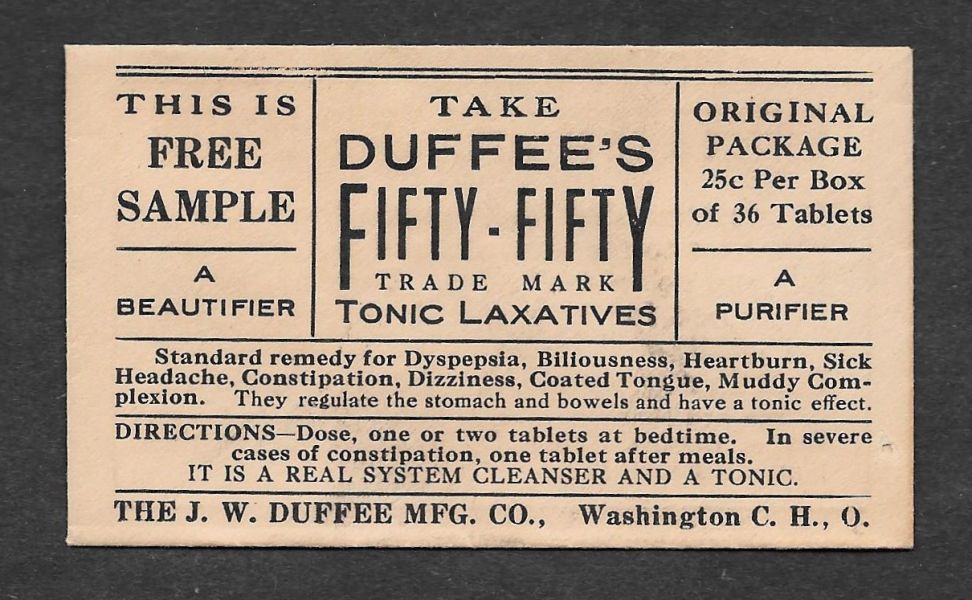 THIS IS
FREE
SAMPLE
A
BEAUTIFIER
TAKE
DUFFEE'S
FIFTY-FIFTY
TRADE MARK
TONIC LAXATIVES
ORIGINAL
PACKAGE
25c Per Box
of 36 Tablets
A
PURIFIER
Standard remedy for Dyspepsia, Biliousness, Heartburn, Sick
Headache, Constipation, Dizziness, Coated Tongue, Muddy Com-
plexion. They regulate the stomach and bowels and have a tonic effect.
DIRECTIONS—Dose, one or two tablets at bedtime. In severe
cases of constipation, one tablet after meals.
IT IS A REAL SYSTEM CLEANSER AND A TONIC.
THE J. W. DUFFEE MFG. CO., Washington C. H., O.